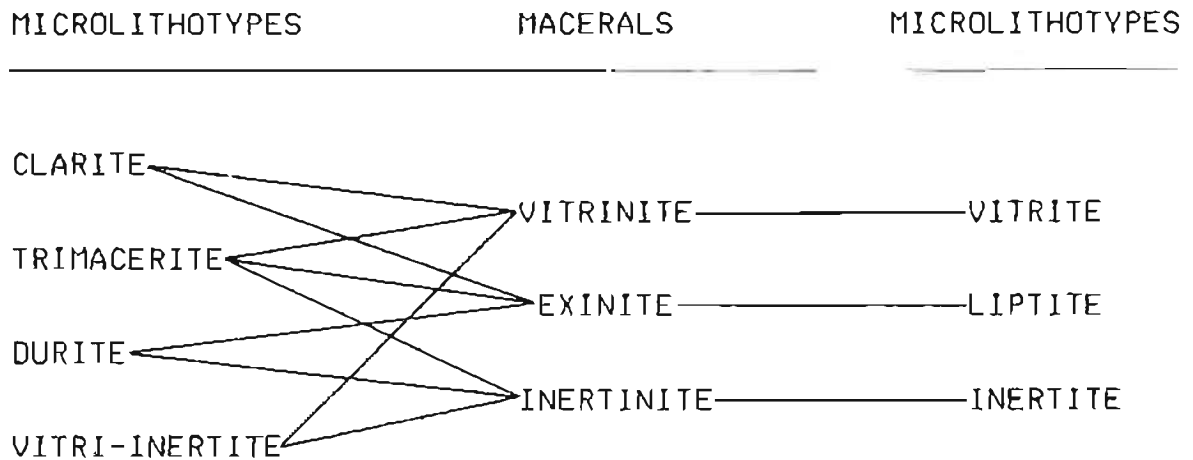 MICROLITHOTYPES MACERALS MICROLITHOTYPES
CLARITE
VITRINITE VITRITE
TRIMACERITE
EXINITE LIPTITE
DURITE
INERTINITE INERTITE
VITRI-INERTITE